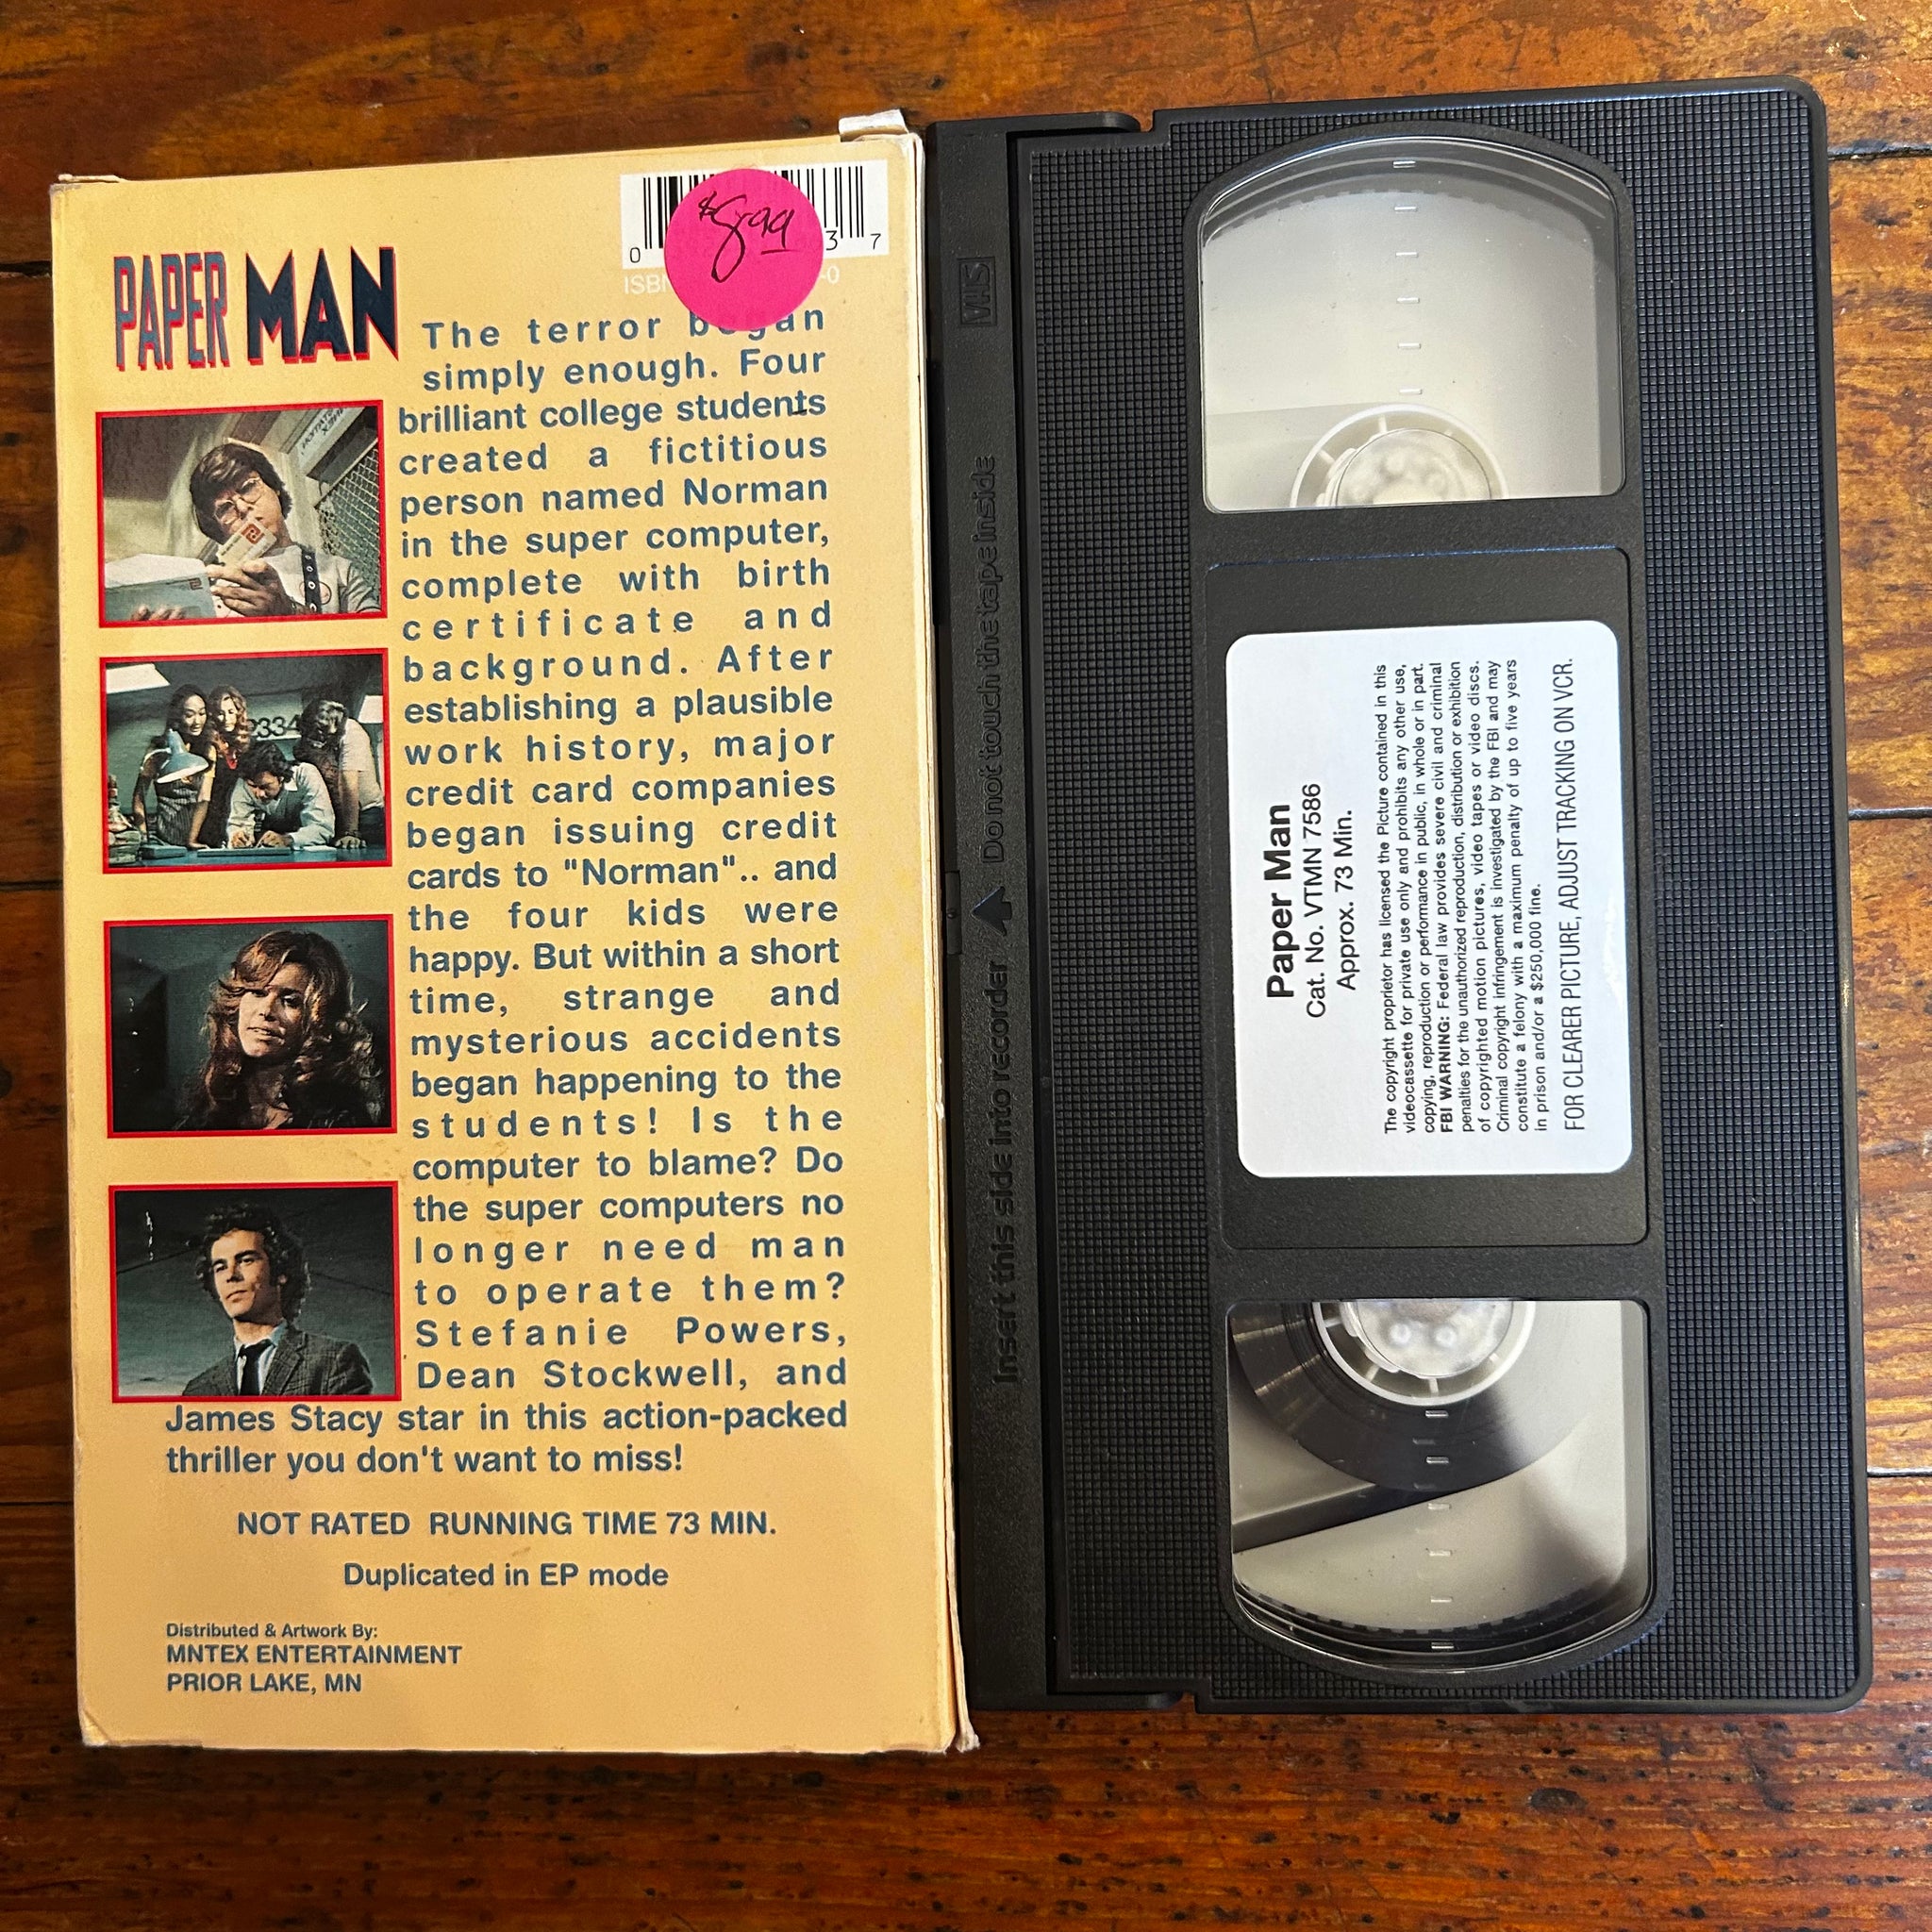 PAPER MAN
$8.99
0 3 7
The terror began
simply enough. Four
brilliant college students
created a fictitious
person named Norman
in the super computer,
complete with birth
certificate and
background. After
establishing a plausible
work history, major
credit card companies
began issuing credit
cards to "Norman".. and
the four kids were
happy. But within a short
time, strange and
mysterious accidents
began happening to the
students! Is the
computer to blame? Do
the super computers no
longer need man
to operate them?
Stefanie Powers,
Dean Stockwell, and
James Stacy star in this action-packed
thriller you don't want to miss!
NOT RATED RUNNING TIME 73 MIN.
Duplicated in EP mode
Distributed & Artwork By:
MNTEX ENTERTAINMENT
PRIOR LAKE, MN
334
VHS
Insert this side into recorder Do not touch the tape inside
Paper Man
Cat. No. VTMN 7586
Approx. 73 Min.
The copyright proprietor has licensed the Picture contained in this
videocassette for private use only and prohibits any other use,
copying, reproduction or performance in public, in whole or in part.
FBI WARNING: Federal law provides severe civil and criminal
penalties for the unauthorized reproduction, distribution or exhibition
of copyrighted motion pictures, video tapes or video discs.
Criminal copyright infringement is investigated by the FBI and may
constitute a felony with a maximum penalty of up to five years
in prison and/or a $250,000 fine.
FOR CLEARER PICTURE, ADJUST TRACKING ON VCR.